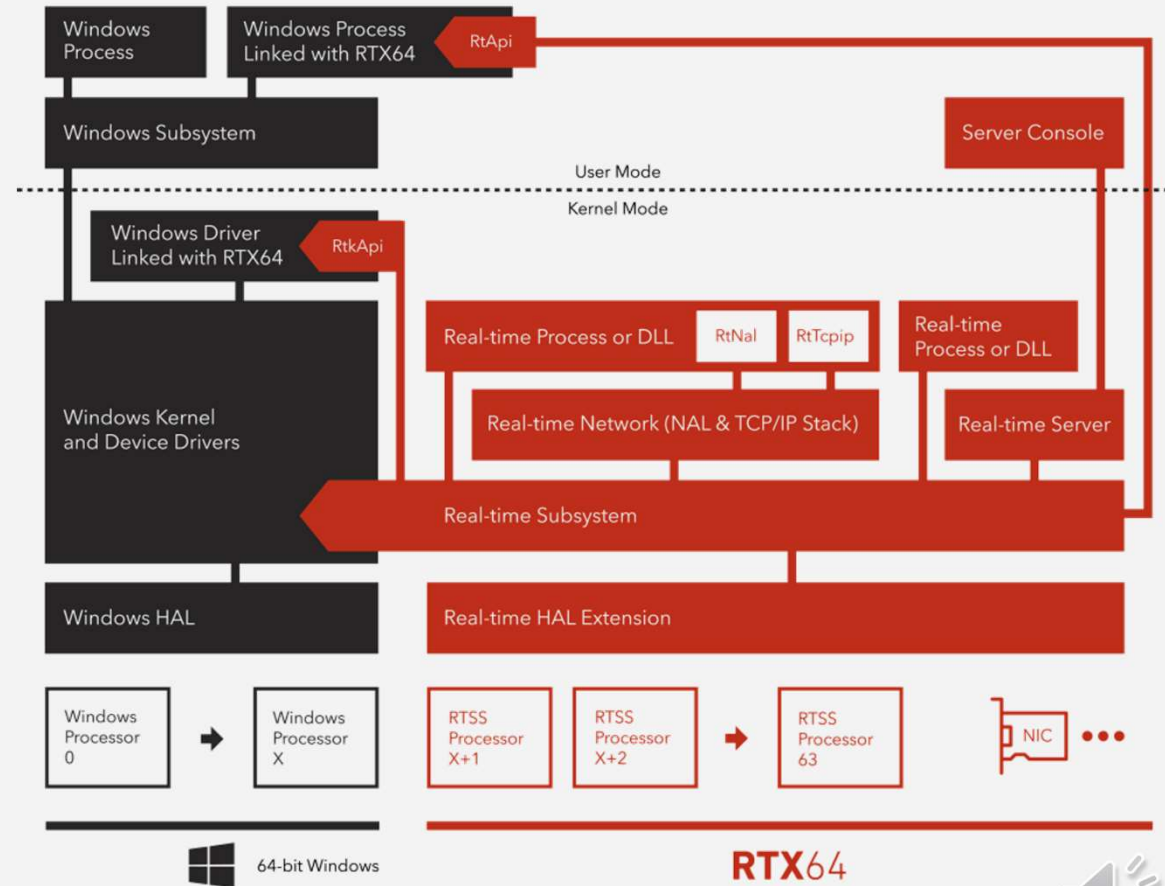 Windows
Process
Windows Process
Linked with RTX64
RtApi
Windows Subsystem
Server Console
User Mode
Kernel Mode
Windows Driver
Linked with RTX64
RtkApi
Real-time Process or DLL
RtNal
RtTcpip
Real-time
Process or DLL
Windows Kernel
and Device Drivers
Real-time Network (NAL & TCP/IP Stack)
Real-time Server
Real-time Subsystem
Windows HAL
Real-time HAL Extension
Windows
Processor
0
Windows
Processor
X
RTSS
Processor
X+1
RTSS
Processor
X+2
RTSS
Processor
63
NIC
64-bit Windows
RTX64